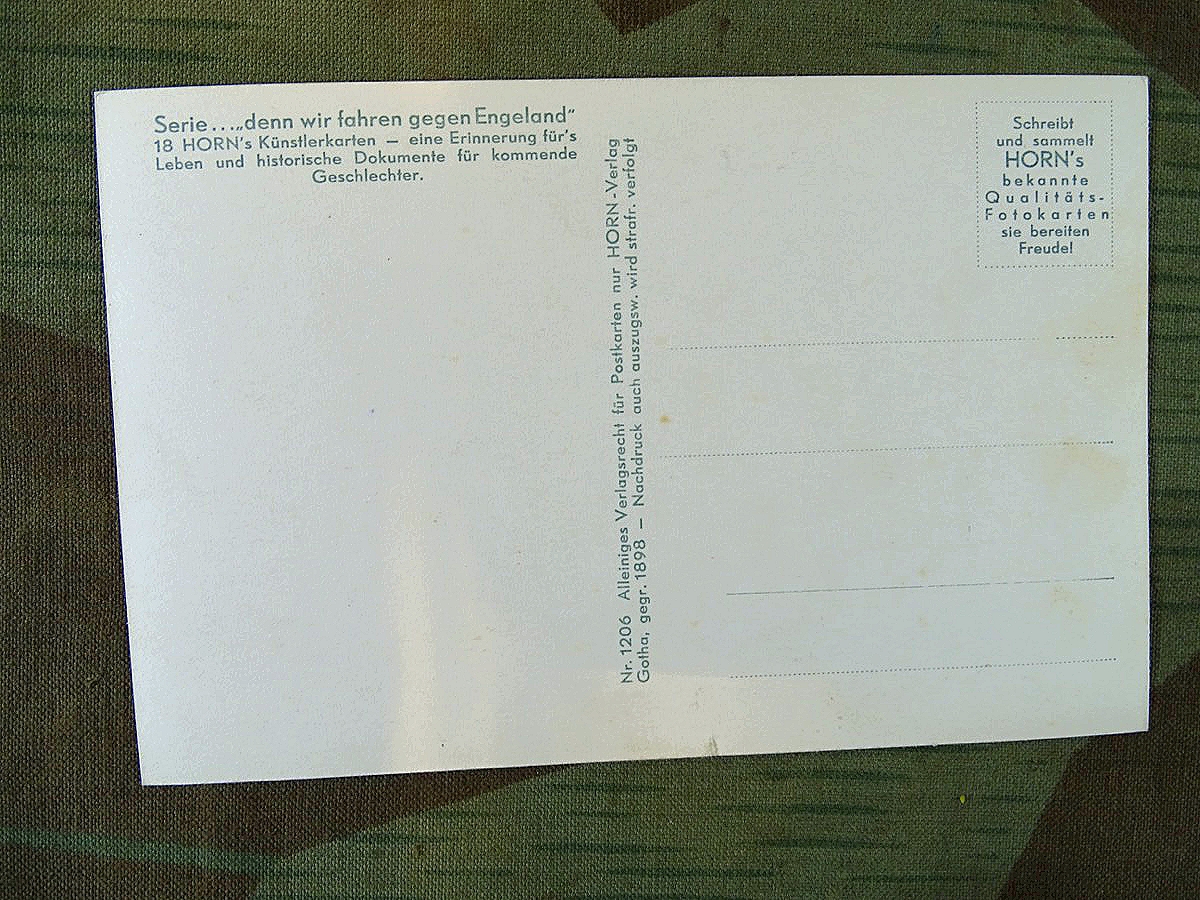 Serie...„denn wir fahren gegen Engeland"
18 HORN's Künstlerkarten — eine Erinnerung für's
Leben und historische Dokumente für kommende
Geschlechter.
Nr. 1206 Alleiniges Verlagsrecht für Postkarten nur HORN-Verlag
Gotha, gegr. 1898 — Nachdruck auch auszugsw. wird strafr. verfolgt
Schreibt
und sammelt
HORN's
bekannte
Qualitäts-
Fotokarten
sie bereiten
Freude!